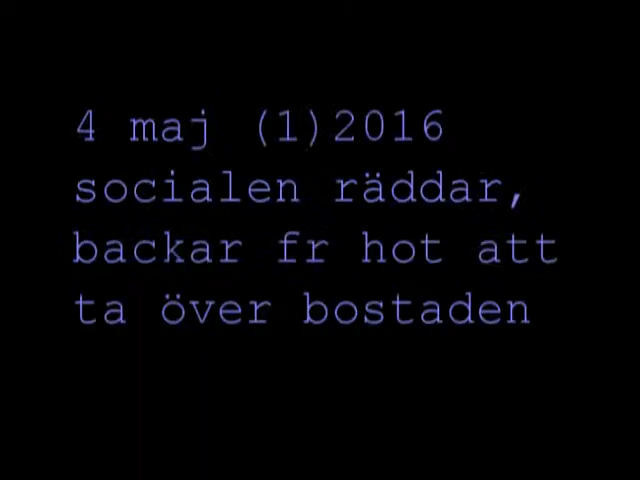 4 maj (1)2016
socialen räddar,
backar fr hot att
ta över bostaden